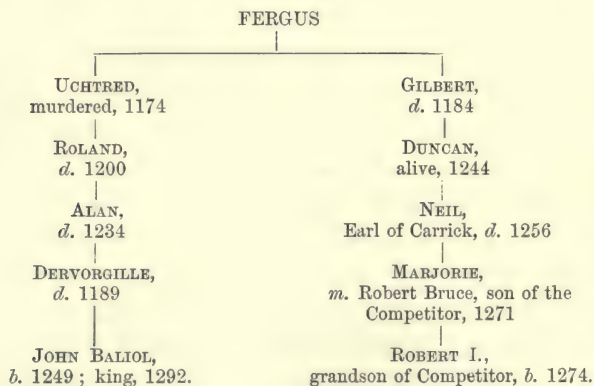 FERGUS
UCHTRED,
murdered, 1174
ROLAND,
d. 1200
ALAN,
d. 1234
DERVORGILLE,
d. 1189
JOHN BALIOL,
b. 1249 ; king, 1292.
GILBERT,
d. 1184
DUNCAN,
alive, 1244
NEIL,
Earl of Carrick, d. 1256
MARJORIE,
m. Robert Bruce, son of the
Competitor, 1271
ROBERT I.,
grandson of Competitor, b. 1274.